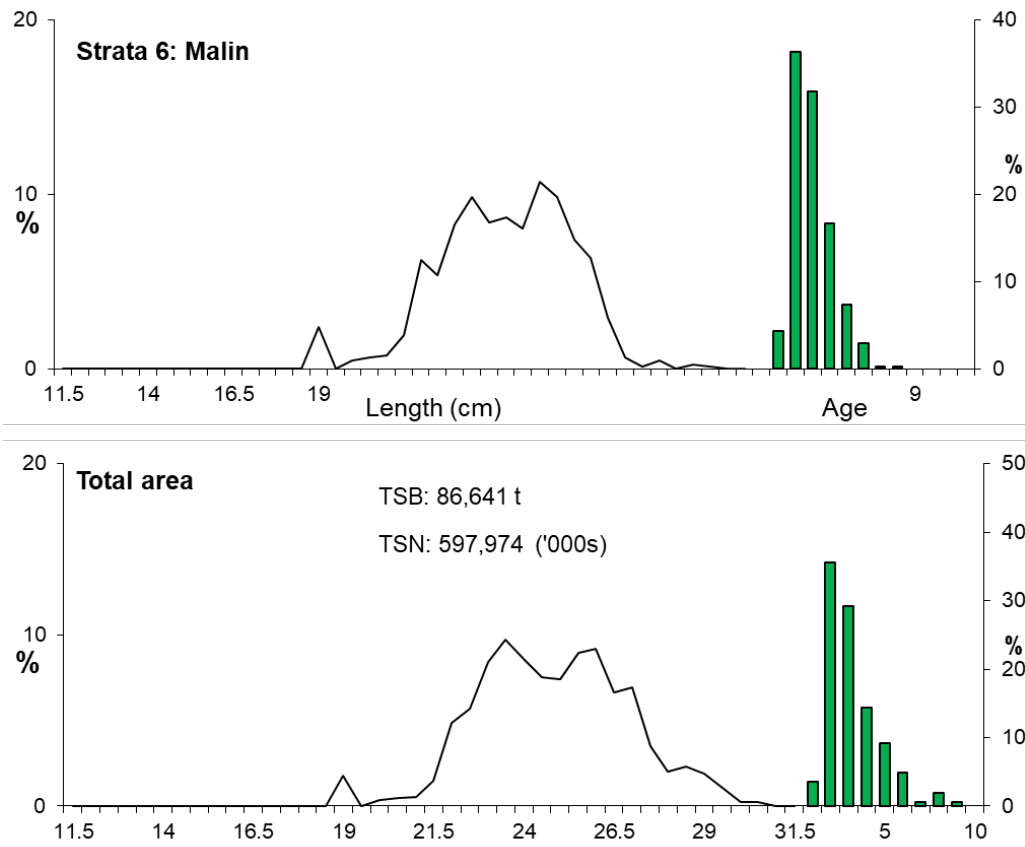 20 40
Strata 6: Malin
30
%
10 20
%
10
0 0
11.5 14 16.5 19 9
Length (cm) Age
20 50
Total area
TSB: 86,641 t
40
TSN: 597,974 ('000s)
30
10
%
% 20
10
0 0
11.5 14 16.5 19 21.5 24 26.5 29 31.5 5 10